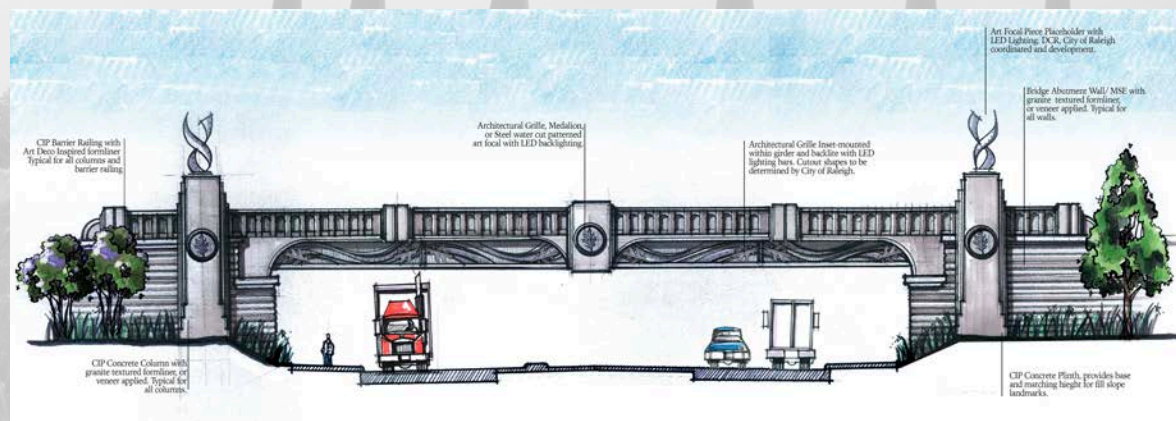 Art Focal Piece Placeholder with
LED Lighting, DCR, City of Raleigh
coordinated and development.
Bridge Abutment Wall/ MSE with
granite textured formliner,
or veneer applied. Typical for
all walls.
Architectural Grille, Medalion
or Steel water cut patterned
art focal with LED backlighting.
CIP Barrier Railing with
Art Deco Inspired formliner
Typical for all columns and
barrier railing
Architectural Grille Inset-mounted
within girder and backlite with LED
lighting bars. Cutout shapes to be
determined by City of Raleigh.
CIP Concrete Column with
granite textured formliner, or
veneer applied. Typical for
all columns.
CIP Concrete Plinth, provides base
and marching hieght for fill slope
landmarks.